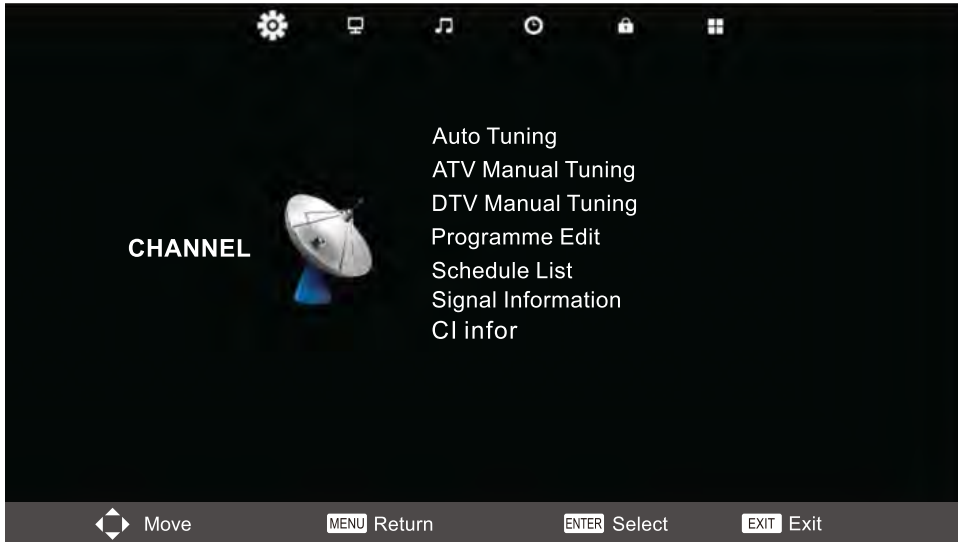 Auto Tuning
ATV Manual Tuning
DTV Manual Tuning
CHANNEL
Programme Edit
Schedule List
Signal Information
CI infor
Move MENU Return ENTER Select EXIT Exit